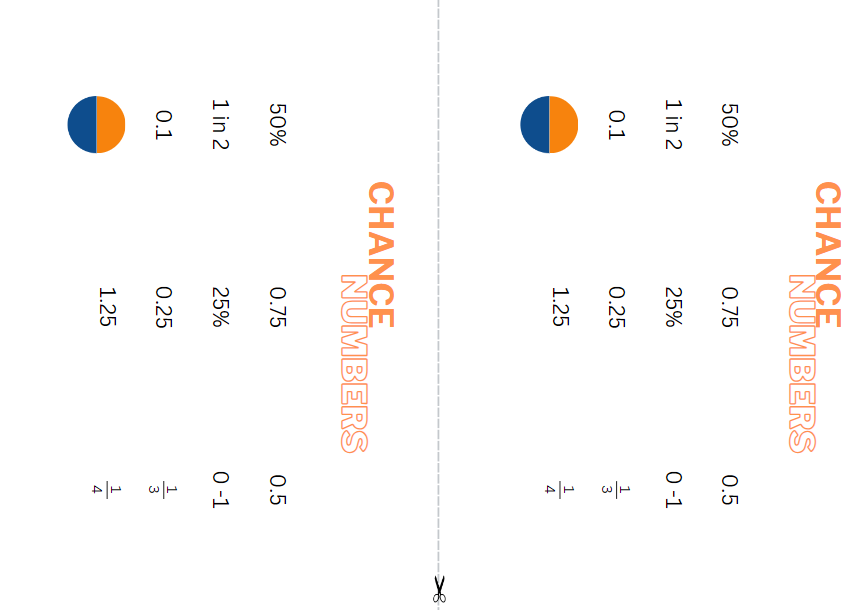 CHANCE
NUMBERS
50% 0.75 0.5
1 in 2 25% 0 -1
0.1 0.25 1/3
1.25 1/4
CHANCE
NUMBERS
50% 0.75 0.5
1 in 2 25% 0 -1
0.1 0.25 1/3
1.25 1/4